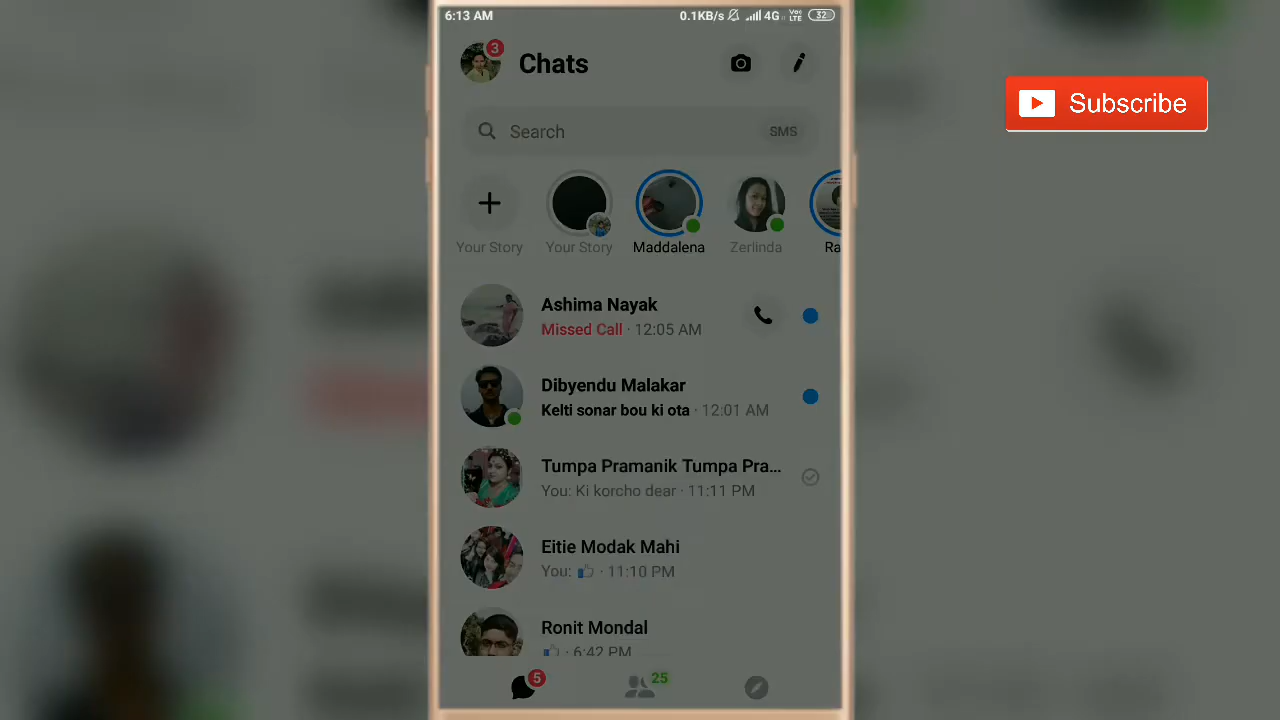 6:13 AM 0.1KB/s 4G Vo LTE 32
3
Chats
Subscribe
Search SMS
Your Story Your Story Maddalena Zerlinda Ra
Ashima Nayak
Missed Call · 12:05 AM
Dibyendu Malakar
Kelti sonar bou ki ota · 12:01 AM
Tumpa Pramanik Tumpa Pra...
You: Ki korcho dear · 11:11 PM
Eitie Modak Mahi
You: 👍 · 11:10 PM
Ronit Mondal
👍 · 6:42 PM
5 25